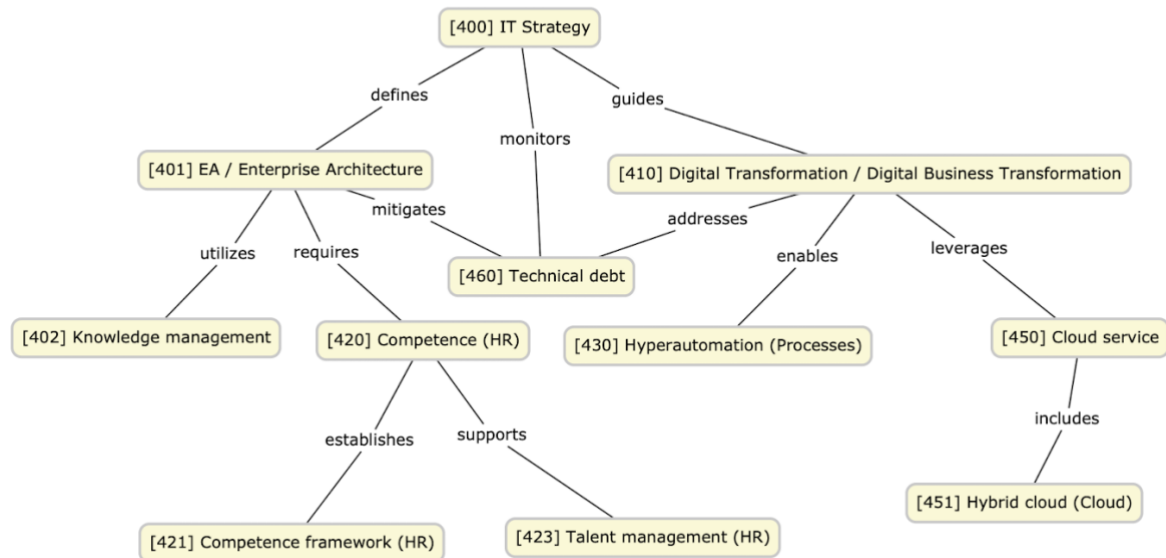 [400] IT Strategy
defines
guides
monitors
[401] EA / Enterprise Architecture
[410] Digital Transformation / Digital Business Transformation
mitigates
addresses
utilizes
requires
enables
leverages
[460] Technical debt
[402] Knowledge management
[420] Competence (HR)
[430] Hyperautomation (Processes)
[450] Cloud service
establishes
supports
includes
[451] Hybrid cloud (Cloud)
[421] Competence framework (HR)
[423] Talent management (HR)